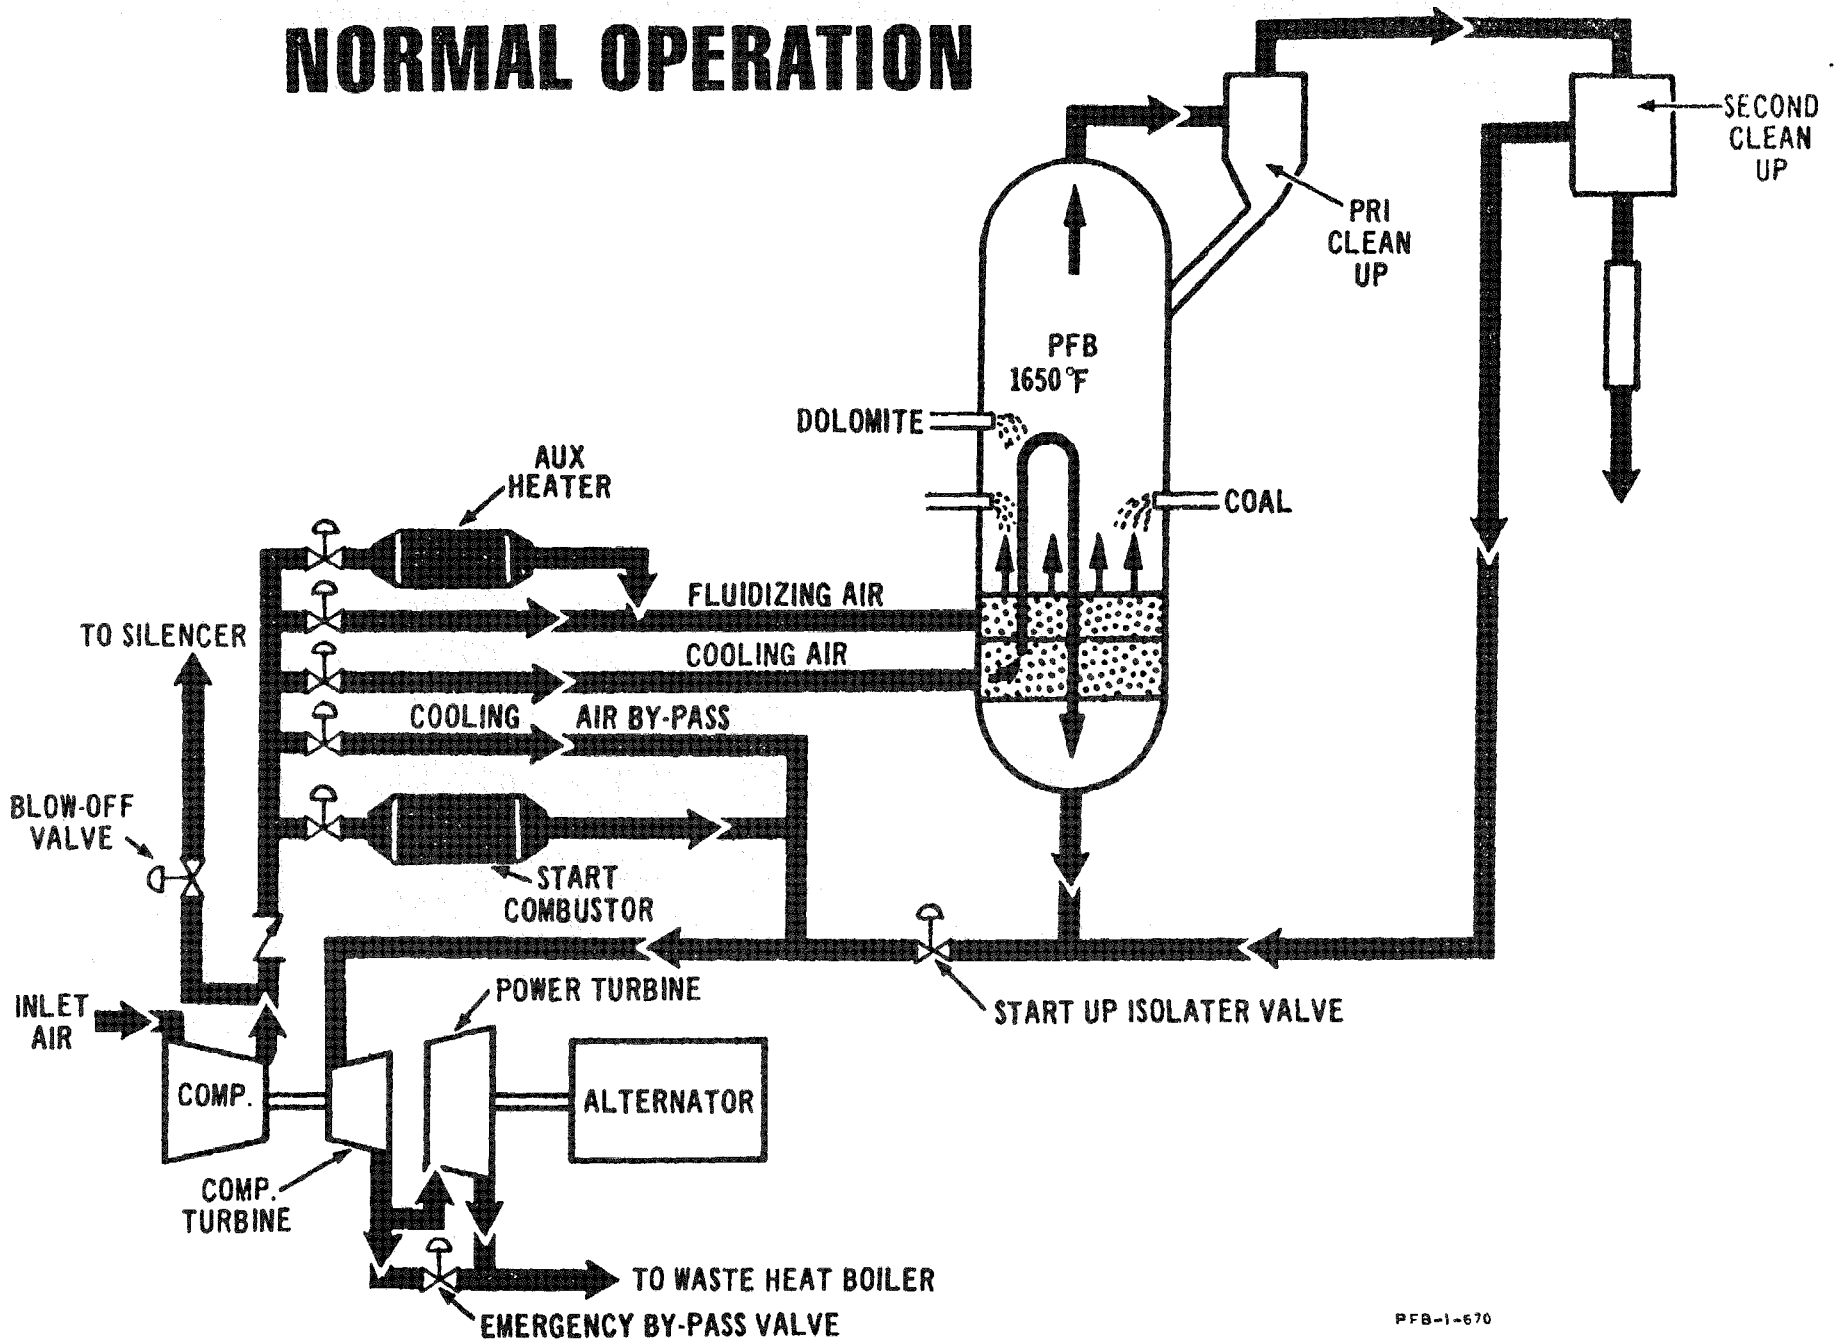 NORMAL OPERATION
SECOND
CLEAN
UP
PRI
CLEAN
UP
PFB
1650°F
DOLOMITE
COAL
AUX
HEATER
FLUIDIZING AIR
TO SILENCER
COOLING AIR
COOLING AIR BY-PASS
BLOW-OFF
VALVE
START
COMBUSTOR
INLET
AIR
POWER TURBINE
START UP ISOLATER VALVE
COMP.
ALTERNATOR
COMP.
TURBINE
TO WASTE HEAT BOILER
EMERGENCY BY-PASS VALVE
PFB-1-670